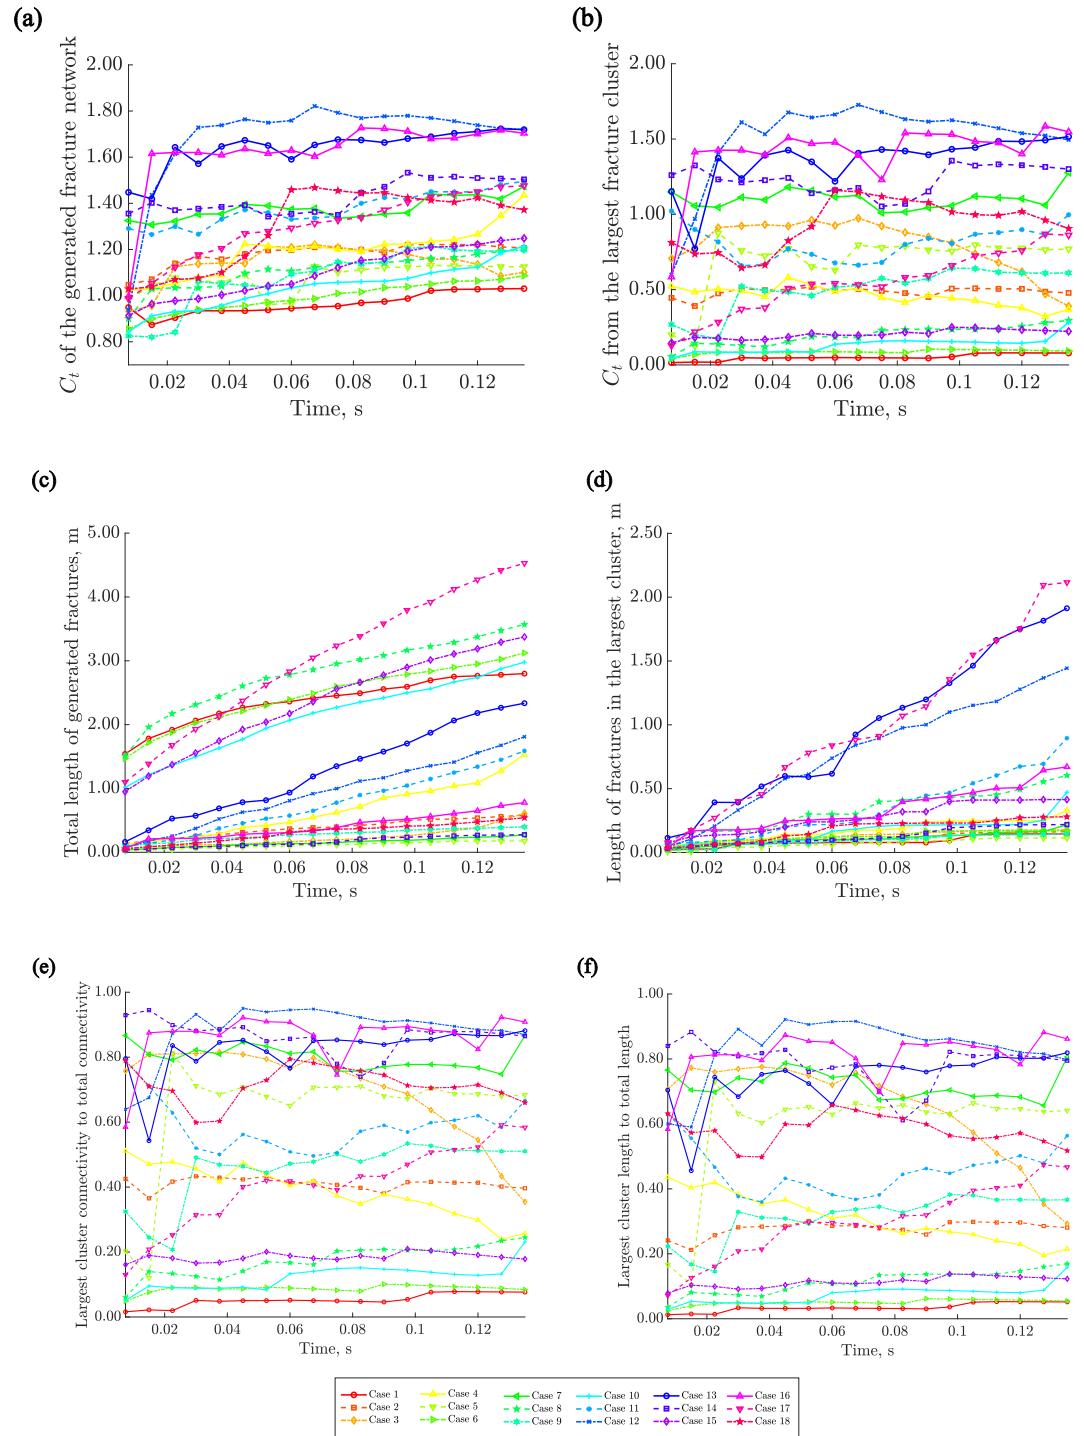 (a)
C_t of the generated fracture network
2.00
1.80
1.60
1.40
1.20
1.00
0.80
0.02 0.04 0.06 0.08 0.1 0.12
Time, s
(b)
C_t from the largest fracture cluster
2.00
1.50
1.00
0.50
0.00
0.02 0.04 0.06 0.08 0.1 0.12
Time, s
(c)
Total length of generated fractures, m
5.00
4.00
3.00
2.00
1.00
0.00
0.02 0.04 0.06 0.08 0.1 0.12
Time, s
(d)
Length of fractures in the largest cluster, m
2.50
2.00
1.50
1.00
0.50
0.00
0.02 0.04 0.06 0.08 0.1 0.12
Time, s
(e)
Largest cluster connectivity to total connectivity
1.00
0.80
0.60
0.40
0.20
0.00
0.02 0.04 0.06 0.08 0.1 0.12
Time, s
(f)
Largest cluster length to total length
1.00
0.80
0.60
0.40
0.20
0.00
0.02 0.04 0.06 0.08 0.1 0.12
Time, s
Case 1 Case 4 Case 7 Case 10 Case 13 Case 16
Case 2 Case 5 Case 8 Case 11 Case 14 Case 17
Case 3 Case 6 Case 9 Case 12 Case 15 Case 18